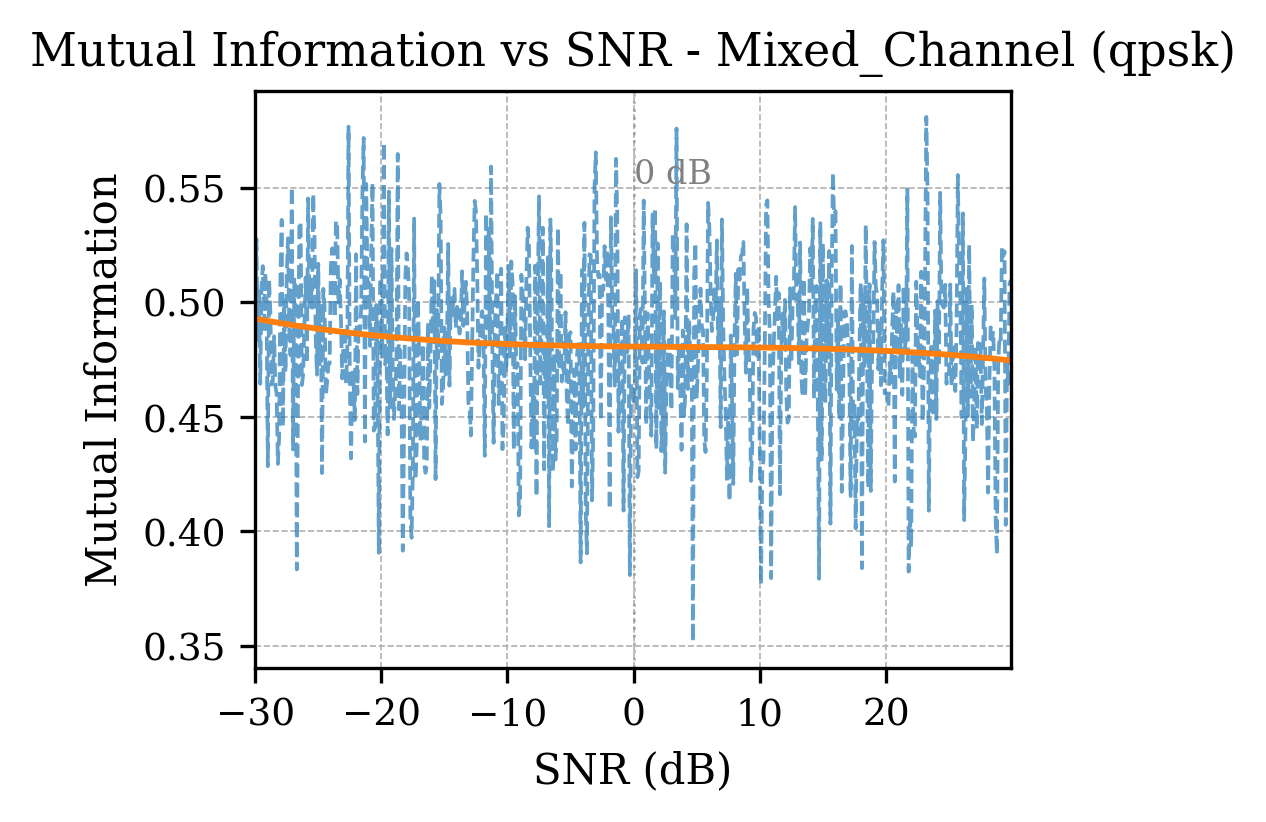 Mutual Information vs SNR - Mixed_Channel (qpsk)
Mutual Information
0.55
0.50
0.45
0.40
0.35
0 dB
−30
−20
−10
0
10
20
SNR (dB)